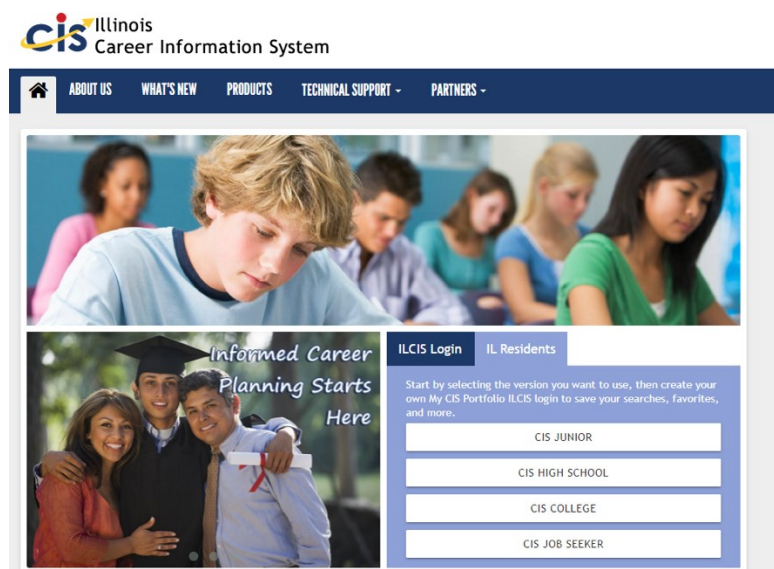 cis Illinois
Career Information System
ABOUT US WHAT'S NEW PRODUCTS TECHNICAL SUPPORT PARTNERS
Informed Career
Planning Starts
Here
ILCIS Login IL Residents
Start by selecting the version you want to use, then create your
own My CIS Portfolio ILCIS login to save your searches, favorites,
and more.
CIS JUNIOR
CIS HIGH SCHOOL
CIS COLLEGE
CIS JOB SEEKER